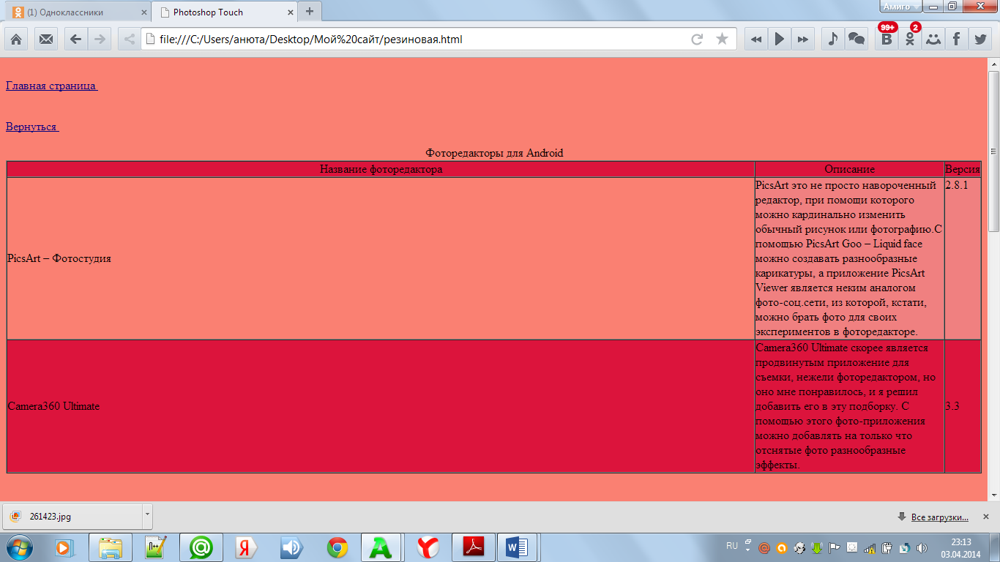 (1) Одноклассники
Photoshop Touch
Амиго
file:///C:/Users/анюта/Desktop/Мой%20сайт/резиновая.html
99+
2
Главная страница
Вернуться
Фоторедакторы для Android
Название фоторедактора
Описание
Версия
PicsArt – Фотостудия
PicsArt это не просто навороченный
редактор, при помощи которого
можно кардинально изменить
обычный рисунок или фотографию.С
помощью PicsArt Goo – Liquid face
можно создавать разнообразные
карикатуры, а приложение PicsArt
Viewer является неким аналогом
фото-соц.сети, из которой, кстати,
можно брать фото для своих
экспериментов в фоторедакторе.
2.8.1
Camera360 Ultimate
Camera360 Ultimate скорее является
продвинутым приложение для
съемки, нежели фоторедактором, но
оно мне понравилось, и я решил
добавить его в эту подборку. С
помощью этого фото-приложения
можно добавлять на только что
отснятые фото разнообразные
эффекты.
3.3
261423.jpg
Все загрузки...
RU
23:13
03.04.2014